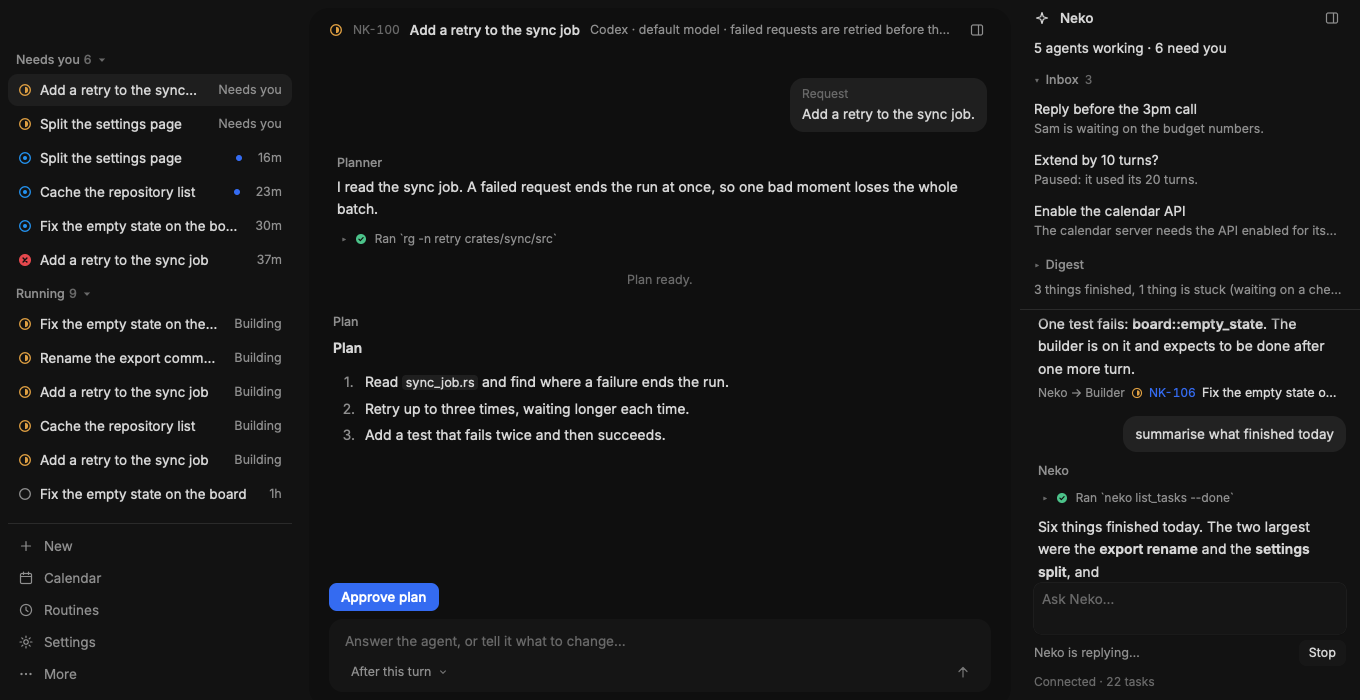 Needs you 6
Add a retry to the sync... Needs you
Split the settings page Needs you
Split the settings page 16m
Cache the repository list 23m
Fix the empty state on the bo... 30m
Add a retry to the sync job 37m
Running 9
Fix the empty state on the... Building
Rename the export comm... Building
Add a retry to the sync job Building
Cache the repository list Building
Add a retry to the sync job Building
Fix the empty state on the board 1h
New
Calendar
Routines
Settings
More
NK-100 Add a retry to the sync job Codex · default model · failed requests are retried before th...
Request
Add a retry to the sync job.
Planner
I read the sync job. A failed request ends the run at once, so one bad moment loses the whole
batch.
Ran `rg -n retry crates/sync/src`
Plan ready.
Plan
Plan
1. Read sync_job.rs and find where a failure ends the run.
2. Retry up to three times, waiting longer each time.
3. Add a test that fails twice and then succeeds.
Approve plan
Answer the agent, or tell it what to change...
After this turn
Neko
5 agents working · 6 need you
Inbox 3
Reply before the 3pm call
Sam is waiting on the budget numbers.
Extend by 10 turns?
Paused: it used its 20 turns.
Enable the calendar API
The calendar server needs the API enabled for its...
Digest
3 things finished, 1 thing is stuck (waiting on a che...
One test fails: board::empty_state. The
builder is on it and expects to be done after
one more turn.
Neko → Builder NK-106 Fix the empty state o...
summarise what finished today
Neko
Ran `neko list_tasks --done`
Six things finished today. The two largest
were the export rename and the settings
split, and
Ask Neko...
Neko is replying... Stop
Connected · 22 tasks